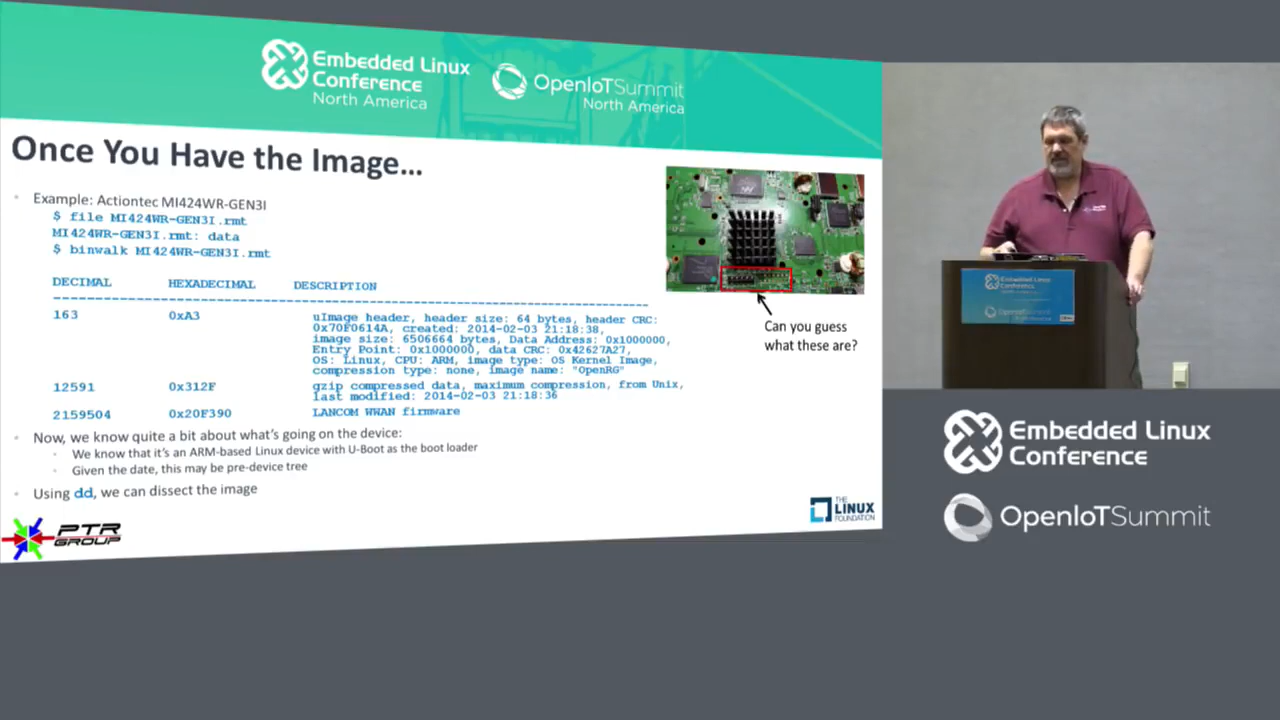 Embedded Linux
Conference
North America
OpenIoTSummit
North America
Once You Have the Image...
Example: Actiontec MI424WR-GEN3I
$ file MI424WR-GEN3I.rmt
MI424WR-GEN3I.rmt: data
$ binwalk MI424WR-GEN3I.rmt
DECIMAL HEXADECIMAL DESCRIPTION
--------------------------------------------------------------------------------
163 0xA3 uImage header, header size: 64 bytes, header CRC:
0x70F0614A, created: 2014-02-03 21:18:38,
image size: 6506664 bytes, Data Address: 0x1000000,
Entry Point: 0x1000000, data CRC: 0x42627A27,
OS: Linux, CPU: ARM, image type: OS Kernel Image,
compression type: none, image name: "OpenRG"
12591 0x312F gzip compressed data, maximum compression, from Unix,
last modified: 2014-02-03 21:18:36
2159504 0x20F390 LANCOM WWAN firmware
Can you guess
what these are?
Now, we know quite a bit about what's going on the device:
We know that it's an ARM-based Linux device with U-Boot as the boot loader
Given the date, this may be pre-device tree
Using dd, we can dissect the image
PTR
GROUP
THE
LINUX
FOUNDATION
Embedded Linux
Conference
Embedded Linux
Conference
OpenIoTSummit